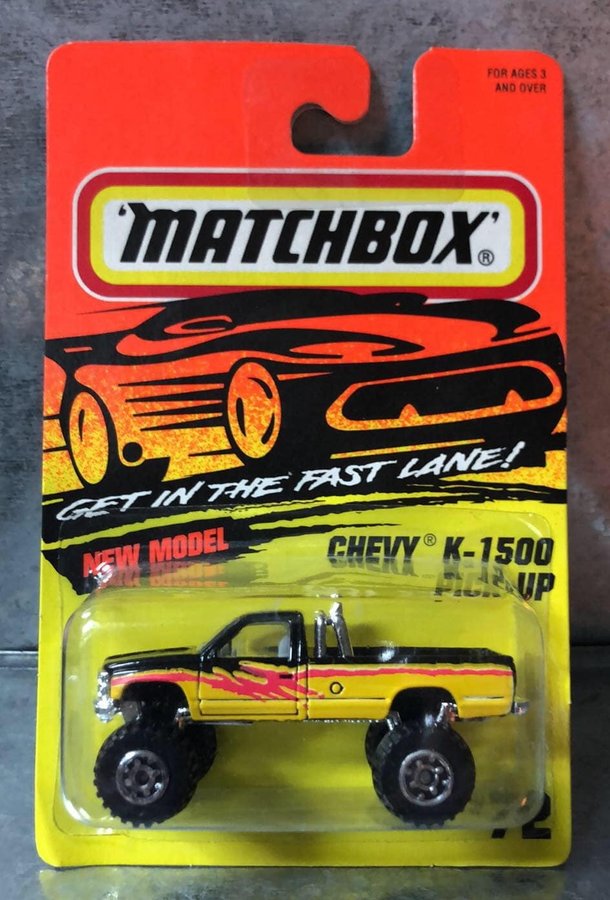 FOR AGES 3
AND OVER
'MATCHBOX'®
GET IN THE FAST LANE!
NEW MODEL
CHEVY® K-1500
PICK-UP
72